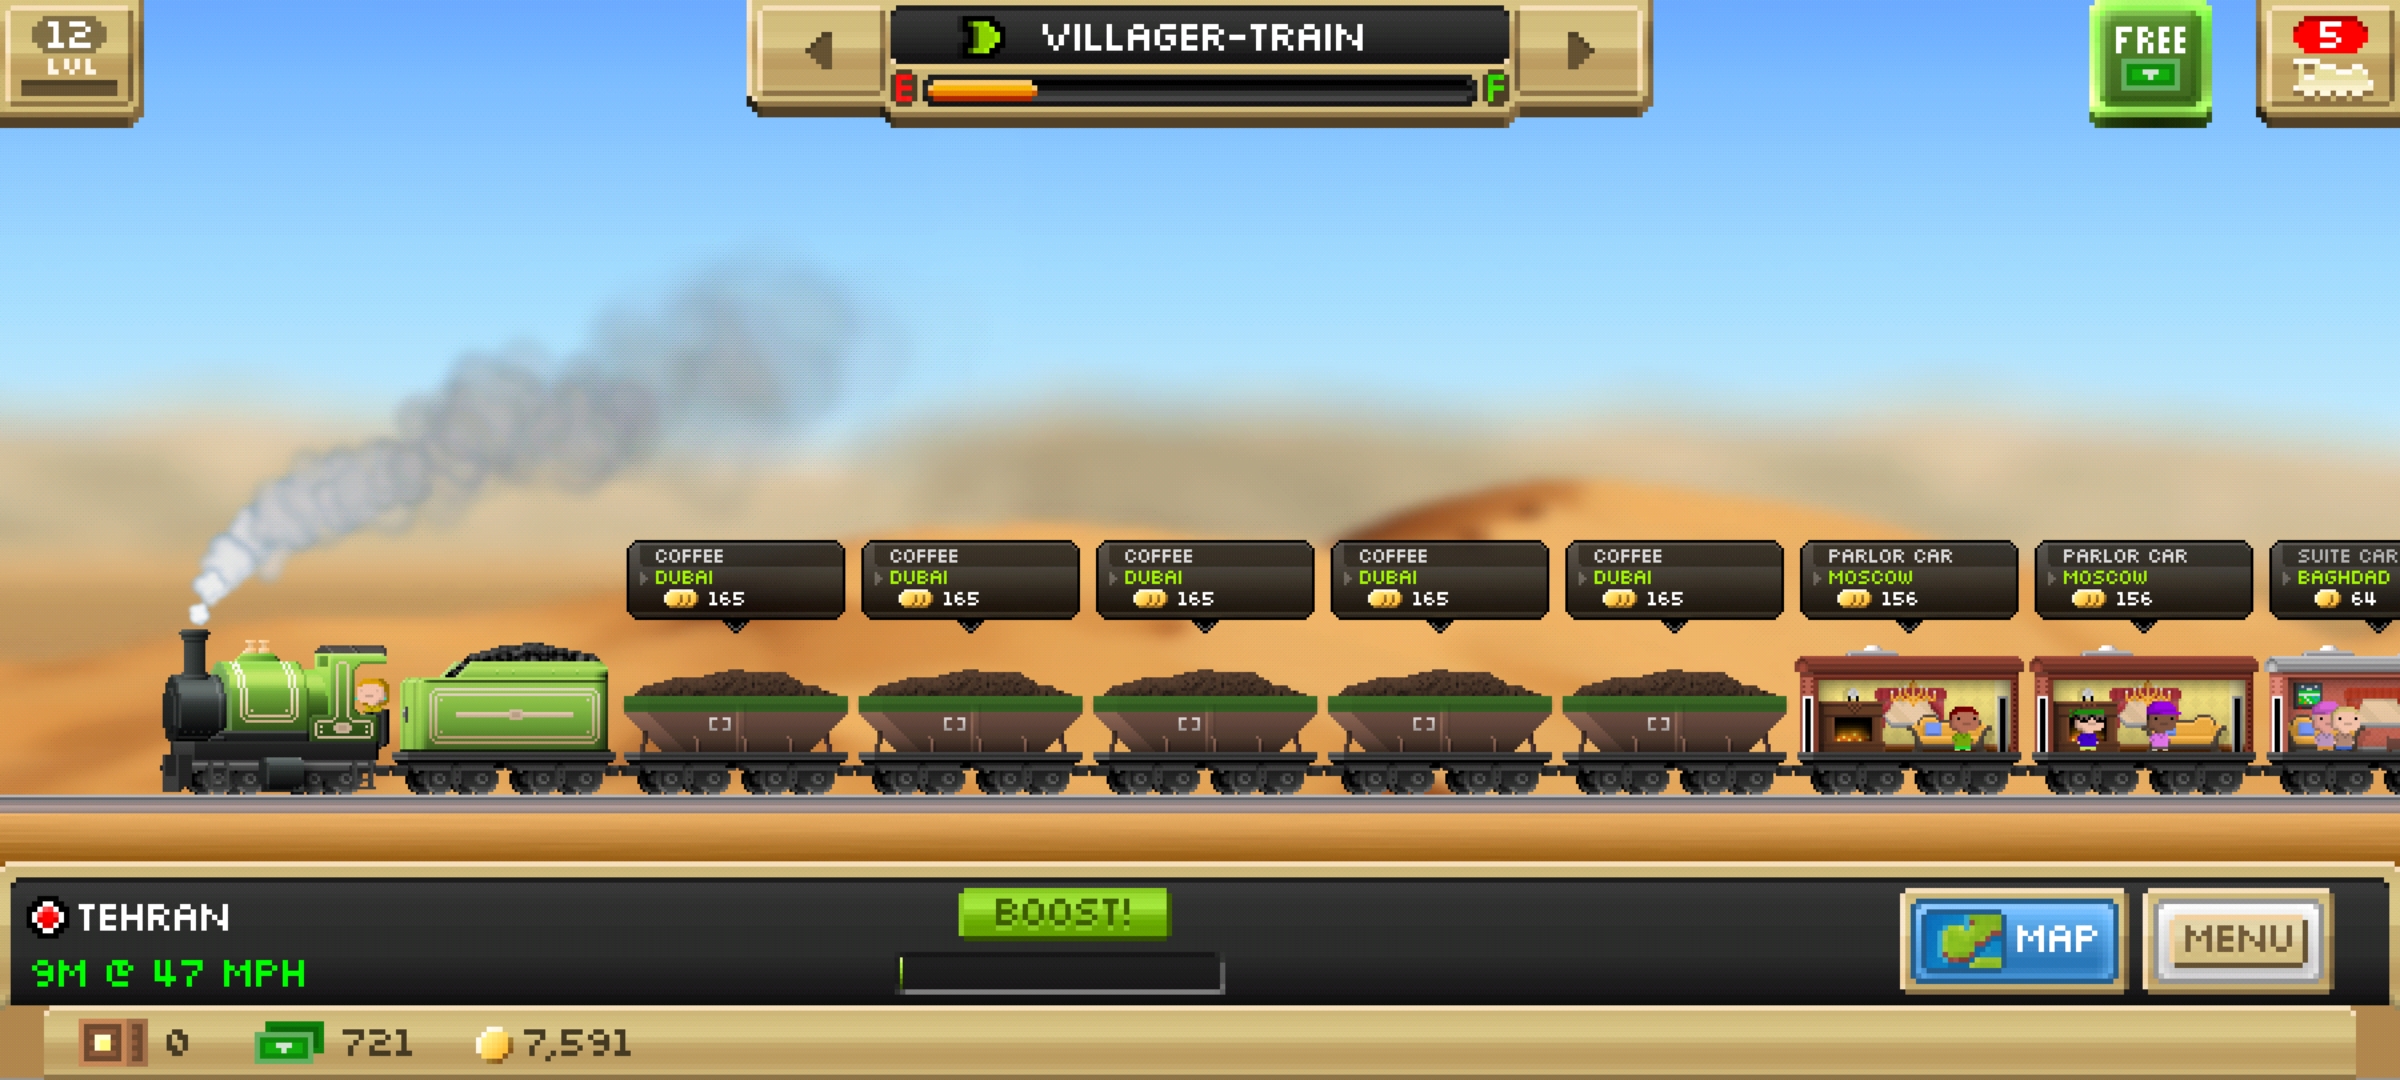 12
LVL
VILLAGER-TRAIN
E F
FREE
5
COFFEE
DUBAI
165
COFFEE
DUBAI
165
COFFEE
DUBAI
165
COFFEE
DUBAI
165
COFFEE
DUBAI
165
PARLOR CAR
MOSCOW
156
PARLOR CAR
MOSCOW
156
SUITE CAR
BAGHDAD
64
TEHRAN
9M @ 47 MPH
BOOST!
MAP
MENU
0
721
7,591